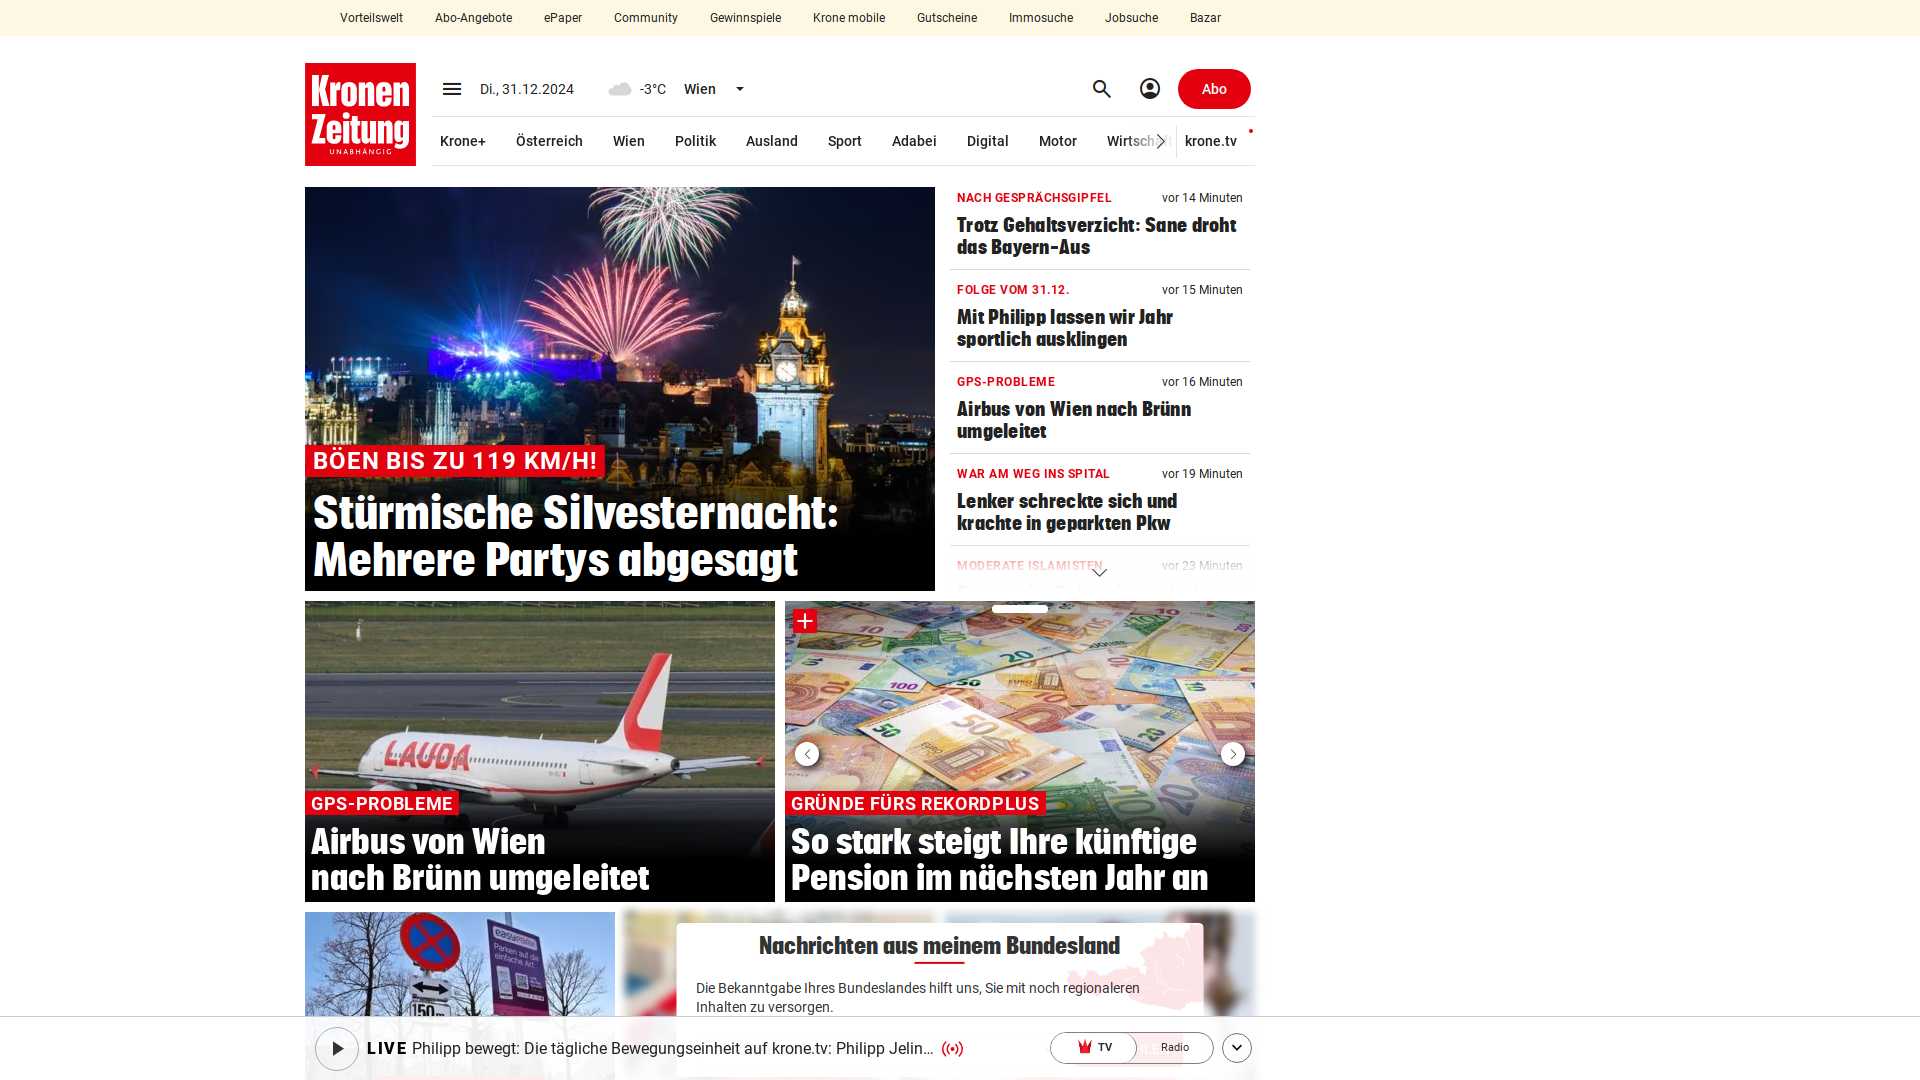 Vorteilswelt Abo-Angebote ePaper Community Gewinnspiele Krone mobile Gutscheine Immosuche Jobsuche Bazar
Kronen
Zeitung
UNABHÄNGIG
Di., 31.12.2024 -3°C Wien
Abo
Krone+ Österreich Wien Politik Ausland Sport Adabei Digital Motor Wirtschaft krone.tv
BÖEN BIS ZU 119 KM/H!
Stürmische Silvesternacht:
Mehrere Partys abgesagt
NACH GESPRÄCHSGIPFEL vor 14 Minuten
Trotz Gehaltsverzicht: Sane droht
das Bayern-Aus
FOLGE VOM 31.12. vor 15 Minuten
Mit Philipp lassen wir Jahr
sportlich ausklingen
GPS-PROBLEME vor 16 Minuten
Airbus von Wien nach Brünn
umgeleitet
WAR AM WEG INS SPITAL vor 19 Minuten
Lenker schreckte sich und
krachte in geparkten Pkw
MODERATE ISLAMISTEN vor 23 Minuten
LAUDA
GPS-PROBLEME
Airbus von Wien
nach Brünn umgeleitet
GRÜNDE FÜRS REKORDPLUS
So stark steigt Ihre künftige
Pension im nächsten Jahr an
Parken auf die
einfache Art
150m
Nachrichten aus meinem Bundesland
Die Bekanntgabe Ihres Bundeslandes hilft uns, Sie mit noch regionaleren
Inhalten zu versorgen.
LIVE Philipp bewegt: Die tägliche Bewegungseinheit auf krone.tv: Philipp Jelin...
TV Radio